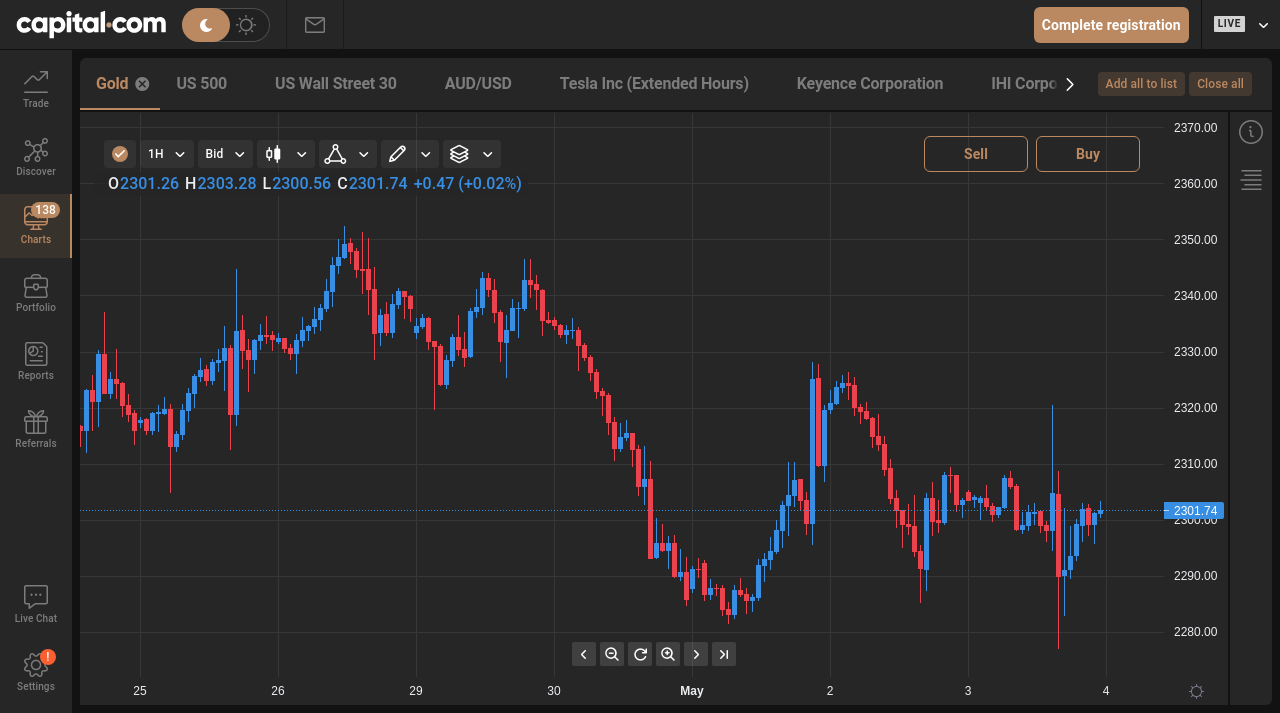 capital.com
Complete registration
LIVE
Trade
Discover
138
Charts
Portfolio
Reports
Referrals
Live Chat
!
Settings
Gold US 500 US Wall Street 30 AUD/USD Tesla Inc (Extended Hours) Keyence Corporation IHI Corpo Add all to list Close all
1H Bid Sell Buy
O2301.26 H2303.28 L2300.56 C2301.74 +0.47 (+0.02%)
2370.00
2360.00
2350.00
2340.00
2330.00
2320.00
2310.00
2301.74
2300.00
2290.00
2280.00
25 26 29 30 May 2 3 4